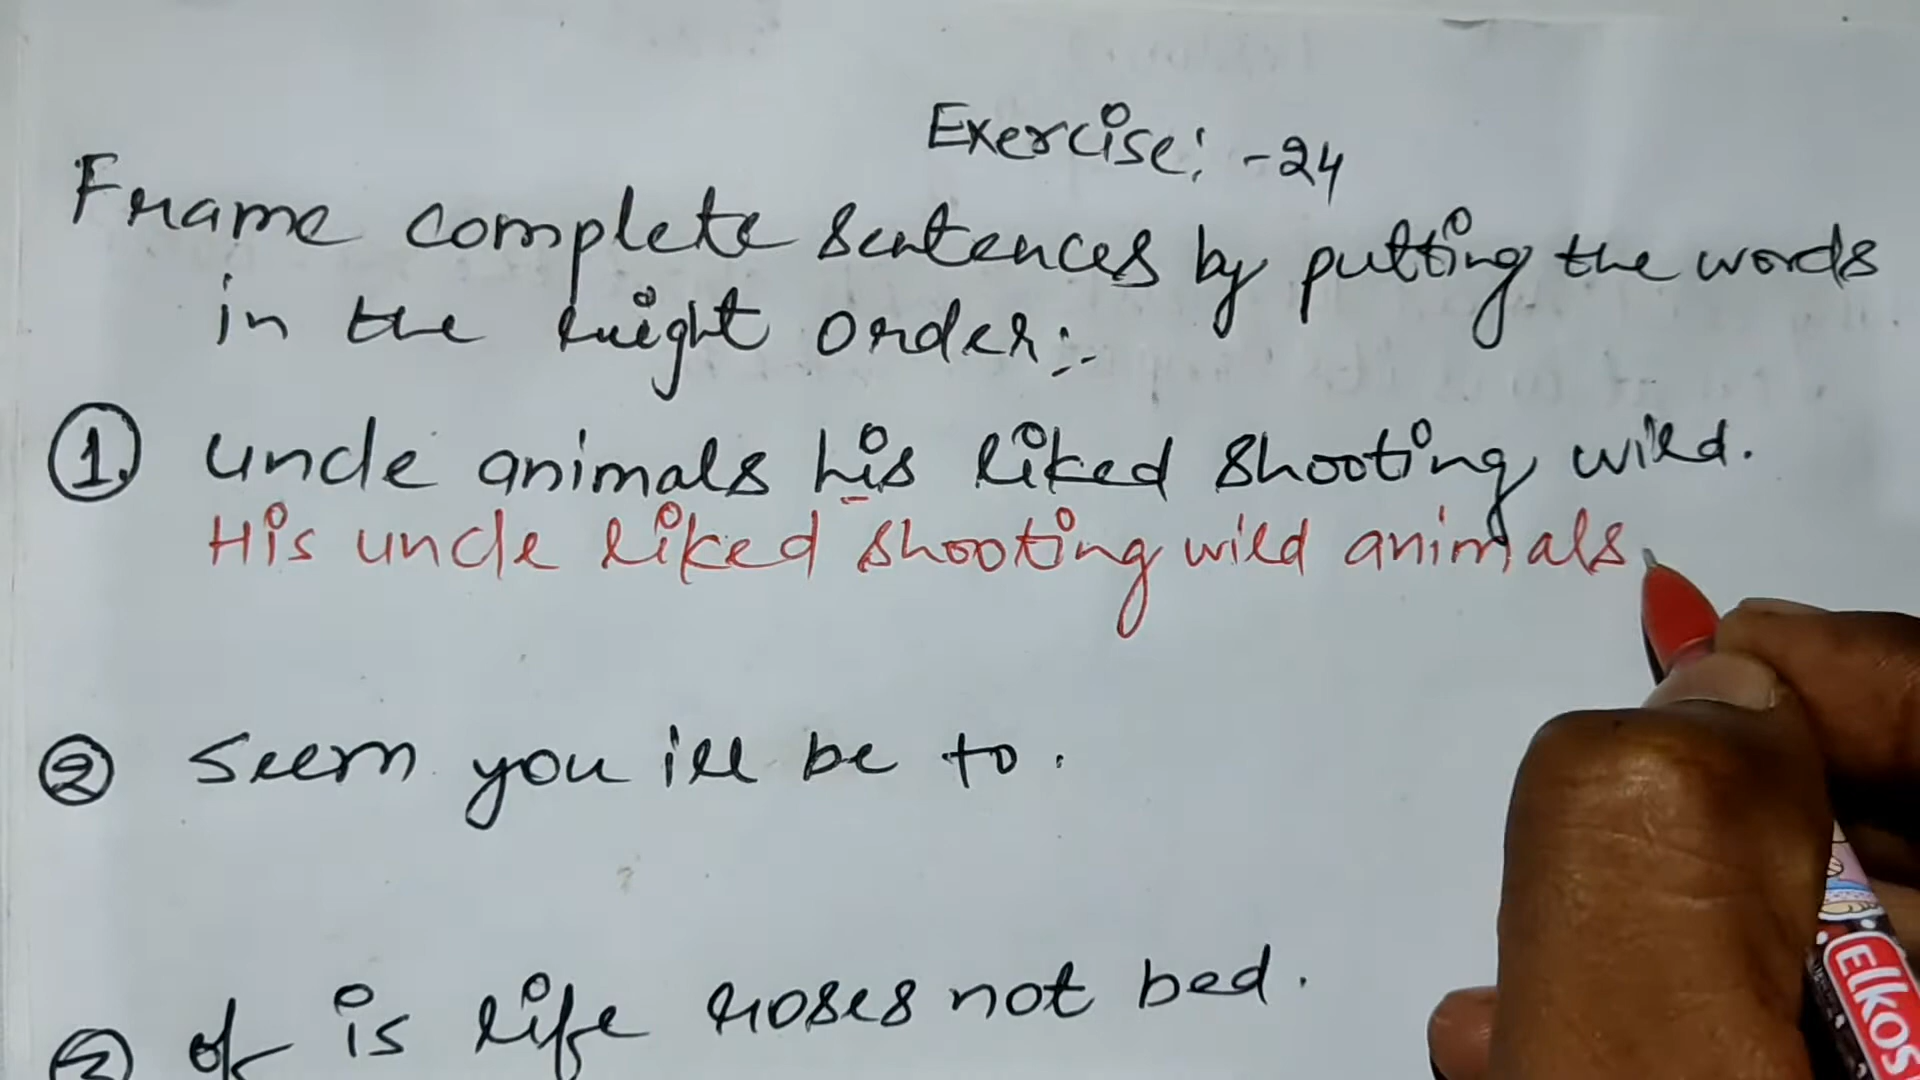 Exercise: -24
Frame complete sentences by putting the words
in the right order:-
1. uncle animals his liked shooting wild.
His uncle liked shooting wild animals
2 Seem you ill be to.
3 of is life roses not bed.
Elkos